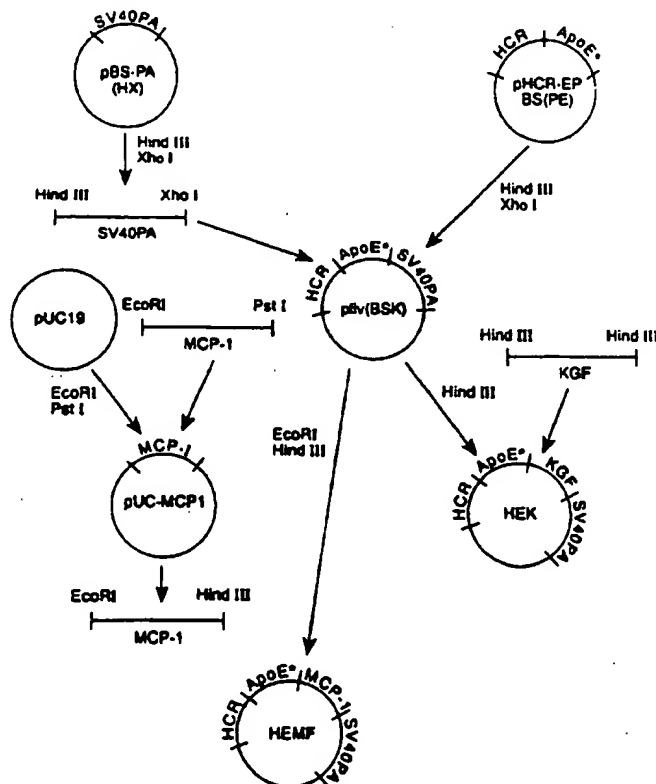 SV40PA
pBS-PA
(HX)
HCR ApoE*
pHCR-EP
BS(PE)
Hind III
Xho I
Hind III
Xho I
Hind III Xho I
SV40PA
HCR ApoE* SV40PA
pliv(BSK)
pUC19
EcoRI Pst I
MCP-1
EcoRI
Pst I
Hind III Hind III
KGF
Hind III
EcoRI
Hind III
MCP-1
pUC-MCP1
HCR ApoE* KGF SV40PA
HEK
EcoRI Hind III
MCP-1
HCR ApoE* MCP-1 SV40PA
HEMF